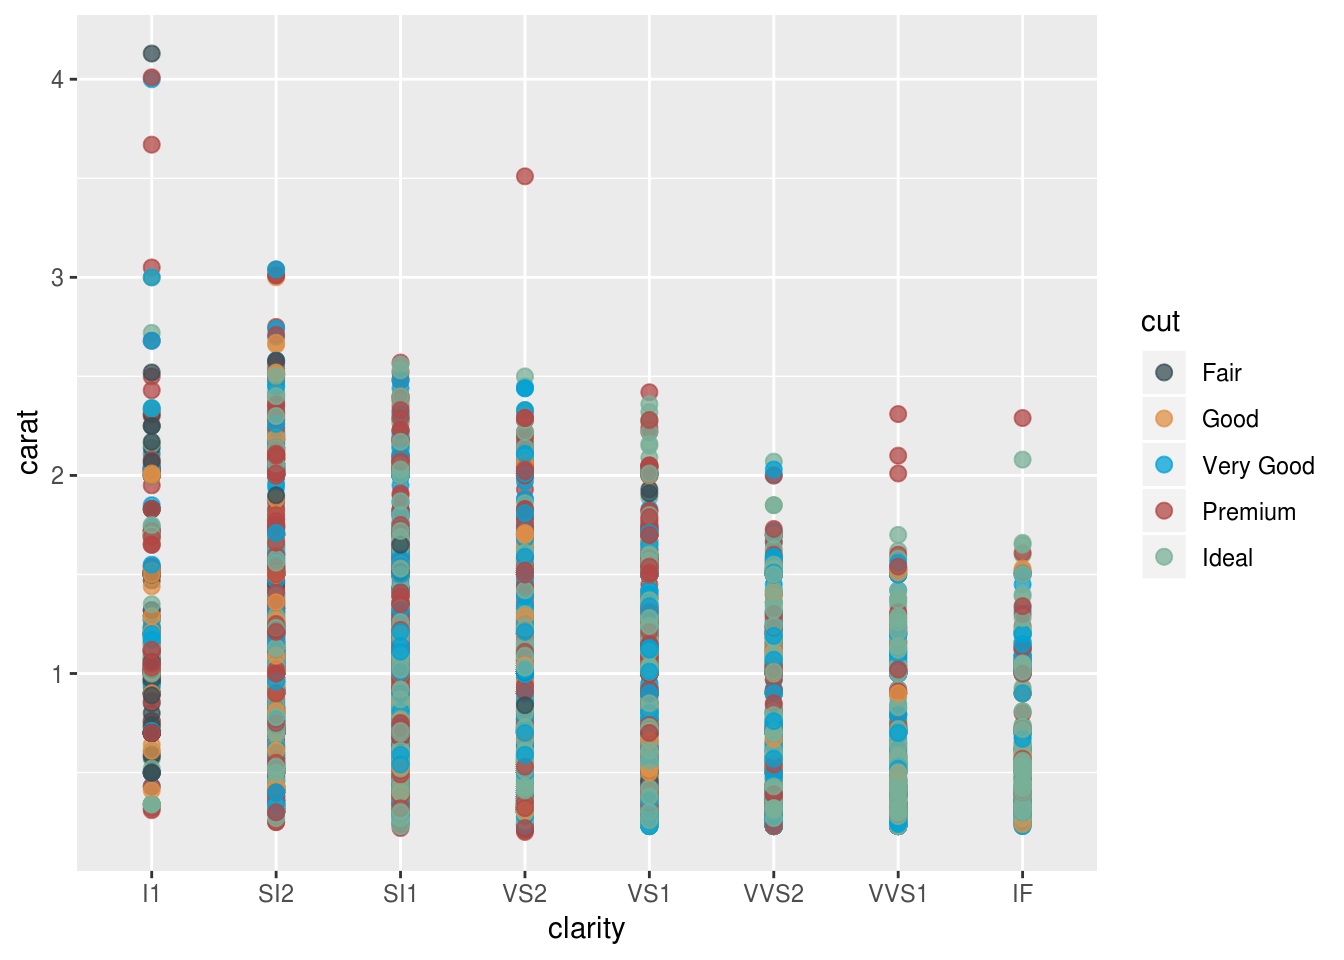 4
3
2
1
carat
I1 SI2 SI1 VS2 VS1 VVS2 VVS1 IF
clarity
cut
Fair
Good
Very Good
Premium
Ideal